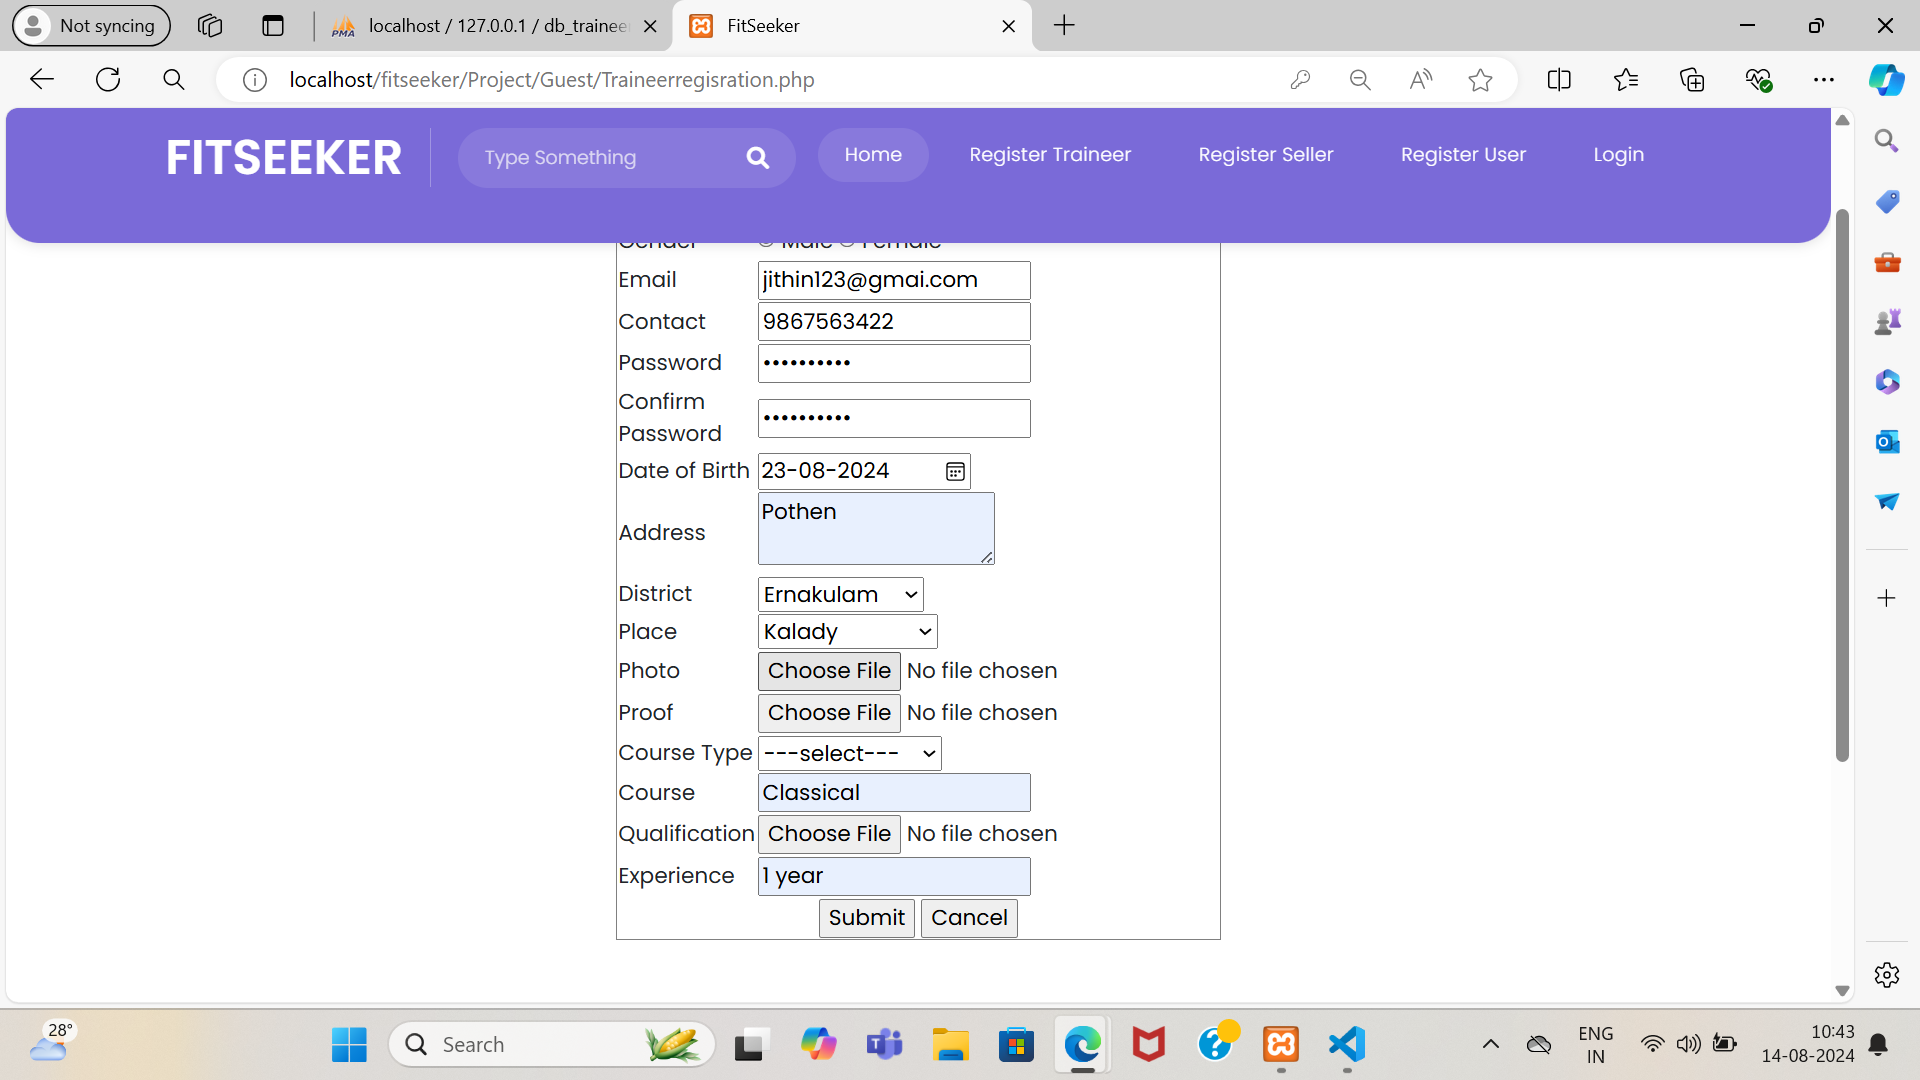 Not syncing
localhost / 127.0.0.1 / db_trainee
FitSeeker
localhost/fitseeker/Project/Guest/Traineerregisration.php
FITSEEKER
Type Something
Home
Register Traineer
Register Seller
Register User
Login
Gender Male Female
Email jithin123@gmai.com
Contact 9867563422
Password ••••••••••
Confirm
Password ••••••••••
Date of Birth 23-08-2024
Address Pothen
District Ernakulam
Place Kalady
Photo Choose File No file chosen
Proof Choose File No file chosen
Course Type ---select---
Course Classical
Qualification Choose File No file chosen
Experience 1 year
Submit Cancel
28°
Search
ENG
IN
10:43
14-08-2024